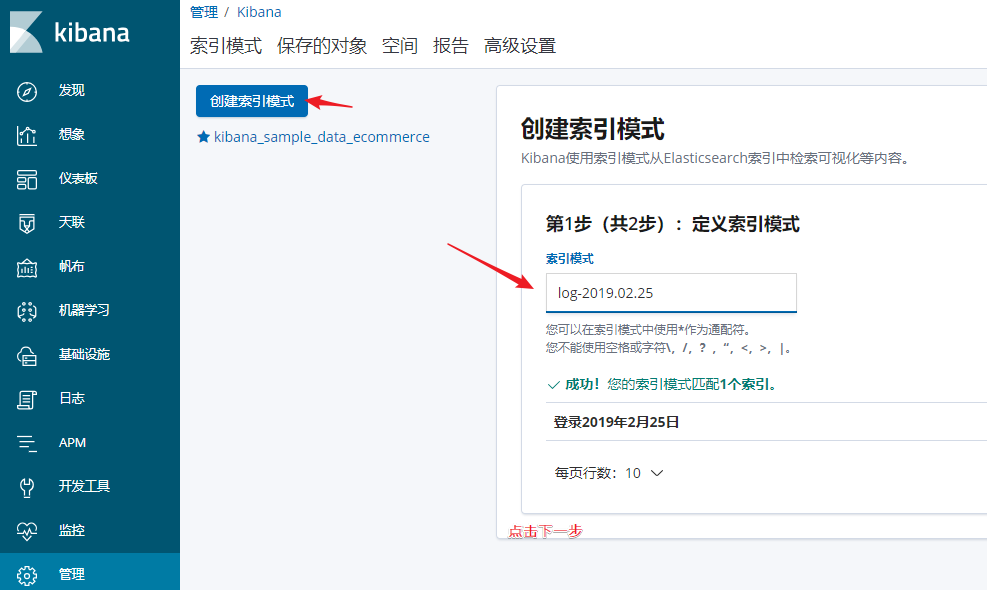 kibana
发现
想象
仪表板
天联
帆布
机器学习
基础设施
日志
APM
开发工具
监控
管理
管理 / Kibana
索引模式 保存的对象 空间 报告 高级设置
创建索引模式
kibana_sample_data_ecommerce
创建索引模式
Kibana使用索引模式从Elasticsearch索引中检索可视化等内容。
第1步（共2步）：定义索引模式
索引模式
log-2019.02.25
您可以在索引模式中使用*作为通配符。
您不能使用空格或字符\，/，？，“，<，>，|。
成功！您的索引模式匹配1个索引。
登录2019年2月25日
每页行数：10
点击下一步